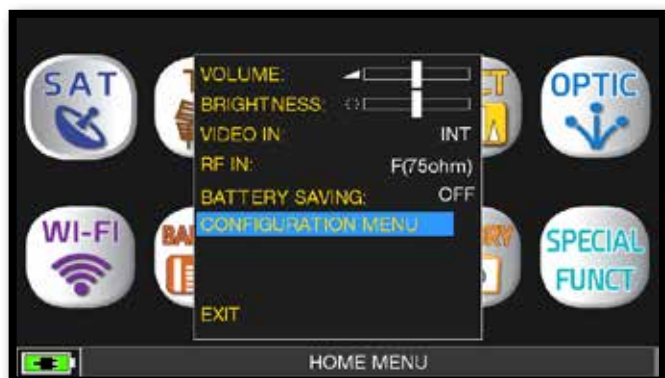 SAT
OPTIC
VOLUME:
BRIGHTNESS:
VIDEO IN: INT
RF IN: F(75ohm)
BATTERY SAVING: OFF
CONFIGURATION MENU
EXIT
WI-FI
SPECIAL
FUNCT
HOME MENU